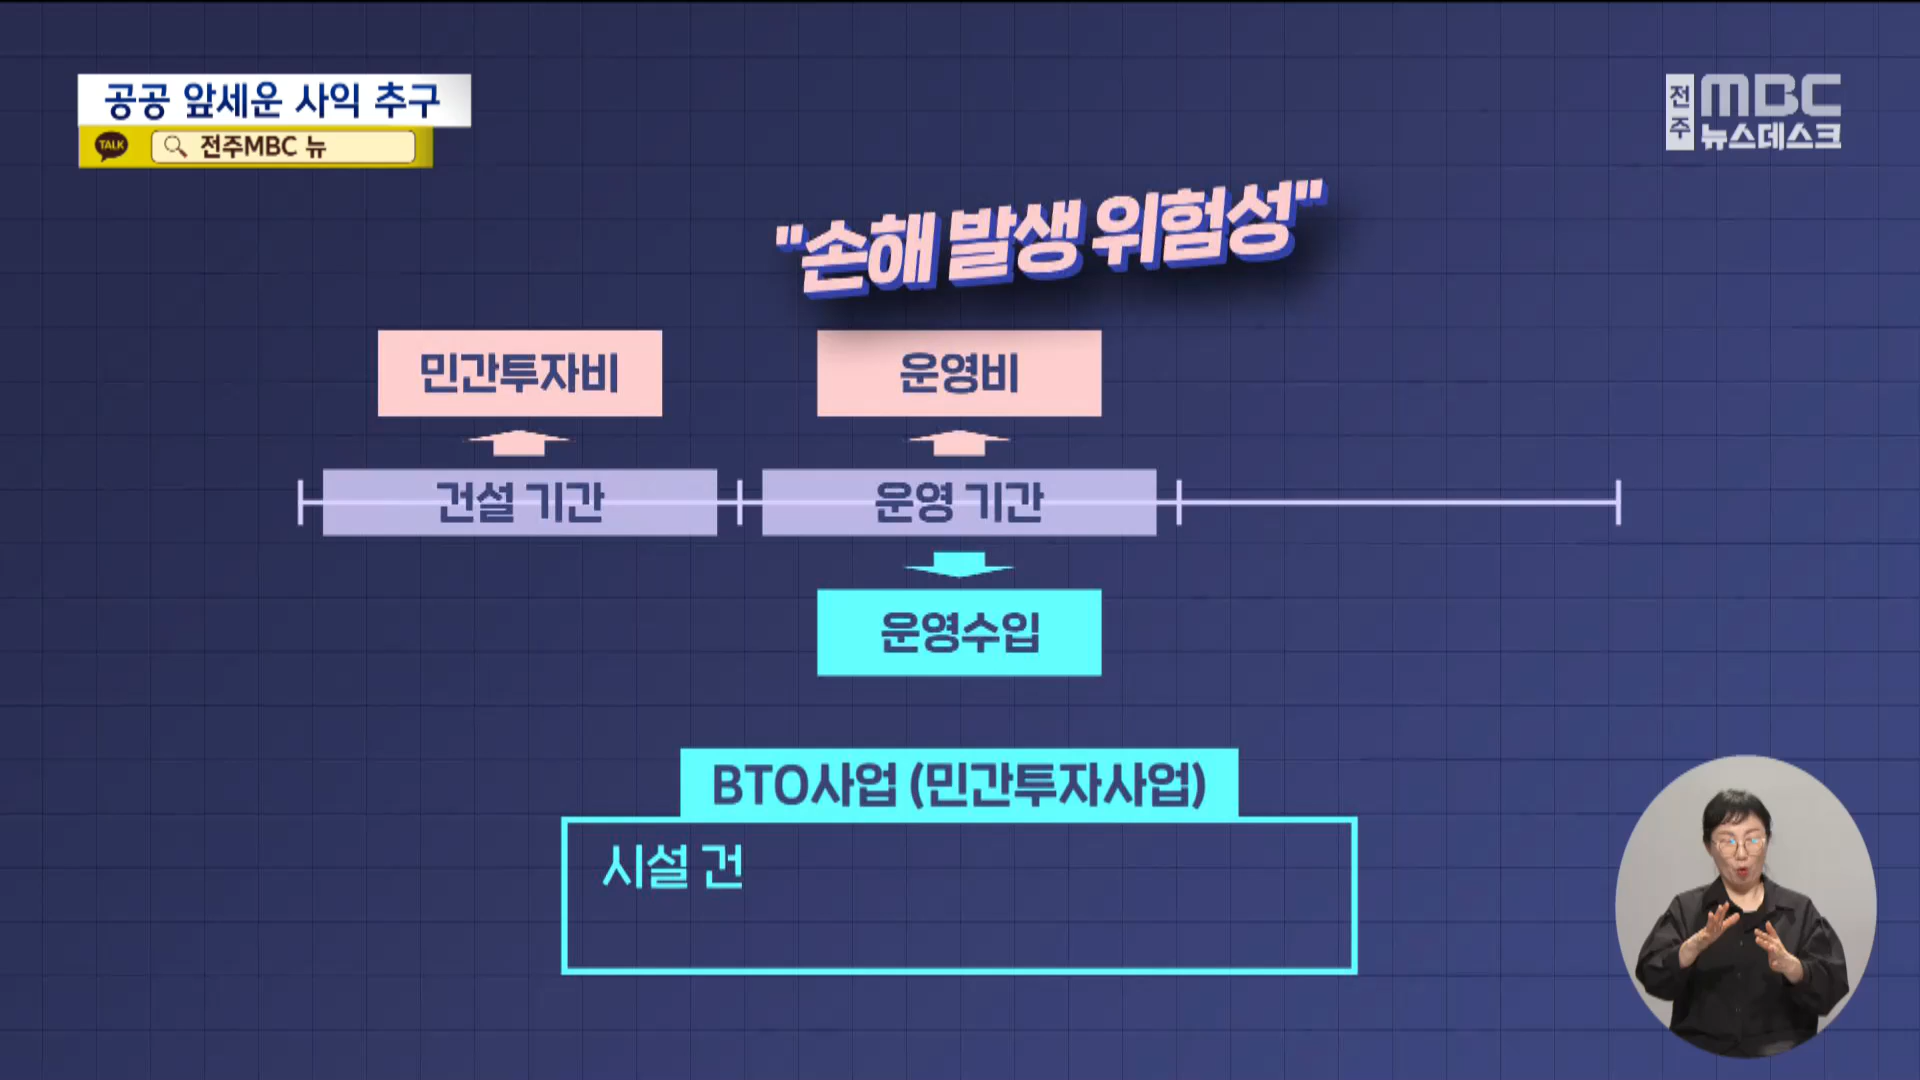 공공 앞세운 사익 추구
TALK
전주MBC 뉴
전주
MBC
뉴스데스크
"손해 발생 위험성"
민간투자비
운영비
건설 기간
운영 기간
운영수입
BTO사업 (민간투자사업)
시설 건